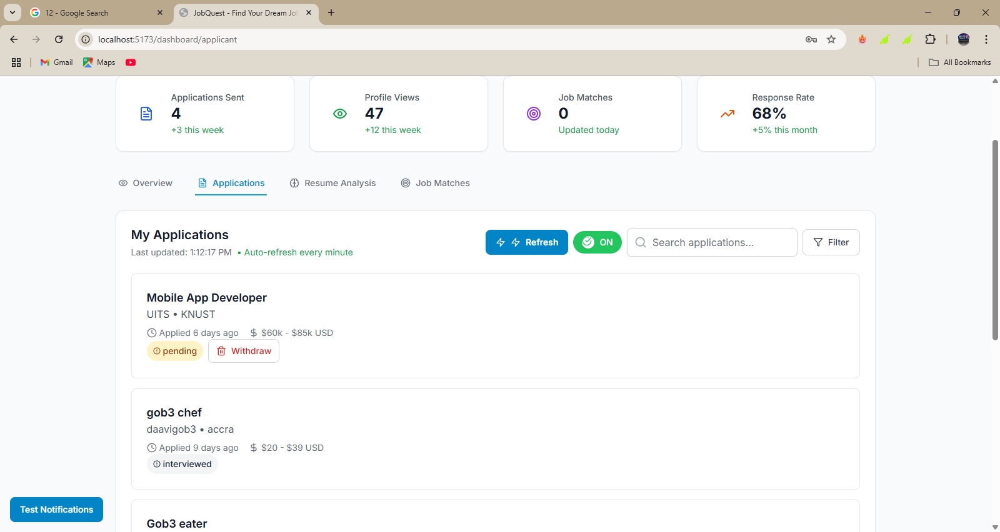 12 - Google Search
JobQuest - Find Your Dream Jo
localhost:5173/dashboard/applicant
Gmail
Maps
All Bookmarks
Applications Sent
4
+3 this week
Profile Views
47
+12 this week
Job Matches
0
Updated today
Response Rate
68%
+5% this month
Overview
Applications
Resume Analysis
Job Matches
My Applications
Last updated: 1:12:17 PM • Auto-refresh every minute
Refresh
ON
Search applications...
Filter
Mobile App Developer
UITS • KNUST
Applied 6 days ago $ $60k - $85k USD
pending
Withdraw
gob3 chef
daavigob3 • accra
Applied 9 days ago $ $20 - $39 USD
interviewed
Test Notifications
Gob3 eater